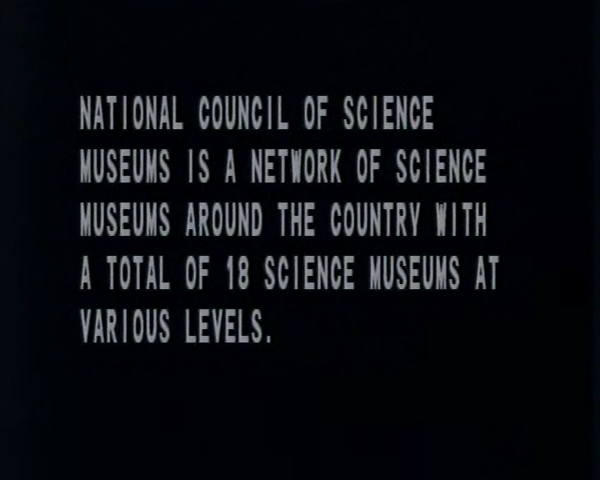 NATIONAL COUNCIL OF SCIENCE
MUSEUMS IS A NETWORK OF SCIENCE
MUSEUMS AROUND THE COUNTRY WITH
A TOTAL OF 18 SCIENCE MUSEUMS AT
VARIOUS LEVELS.